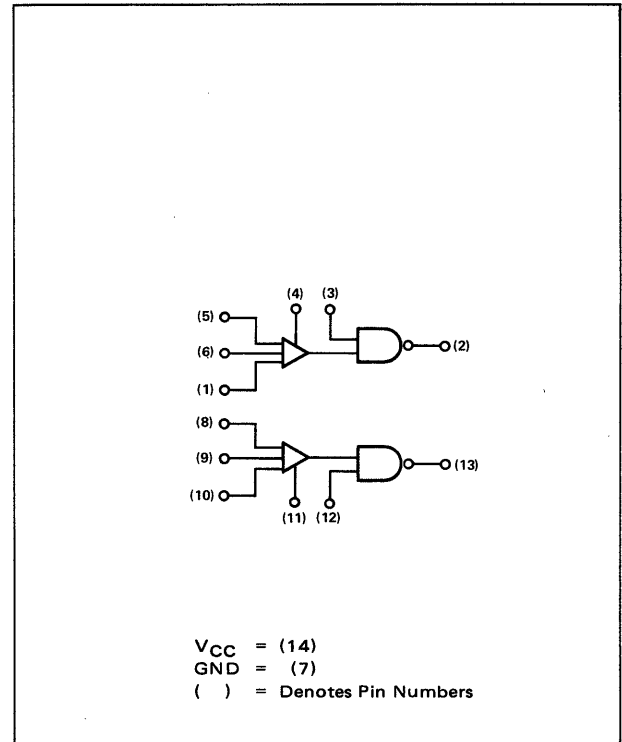 (4) (3)
(5)
(6) (2)
(1)
(8)
(9) (13)
(10)
(11) (12)
VCC = (14)
GND = (7)
( ) = Denotes Pin Numbers